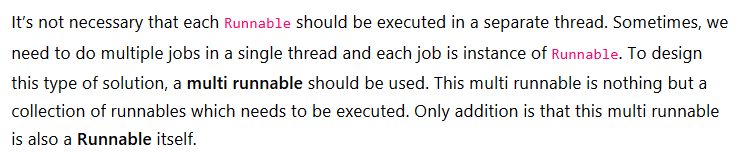 It’s not necessary that each Runnable should be executed in a separate thread. Sometimes, we
need to do multiple jobs in a single thread and each job is instance of Runnable. To design
this type of solution, a multi runnable should be used. This multi runnable is nothing but a
collection of runnables which needs to be executed. Only addition is that this multi runnable
is also a Runnable itself.